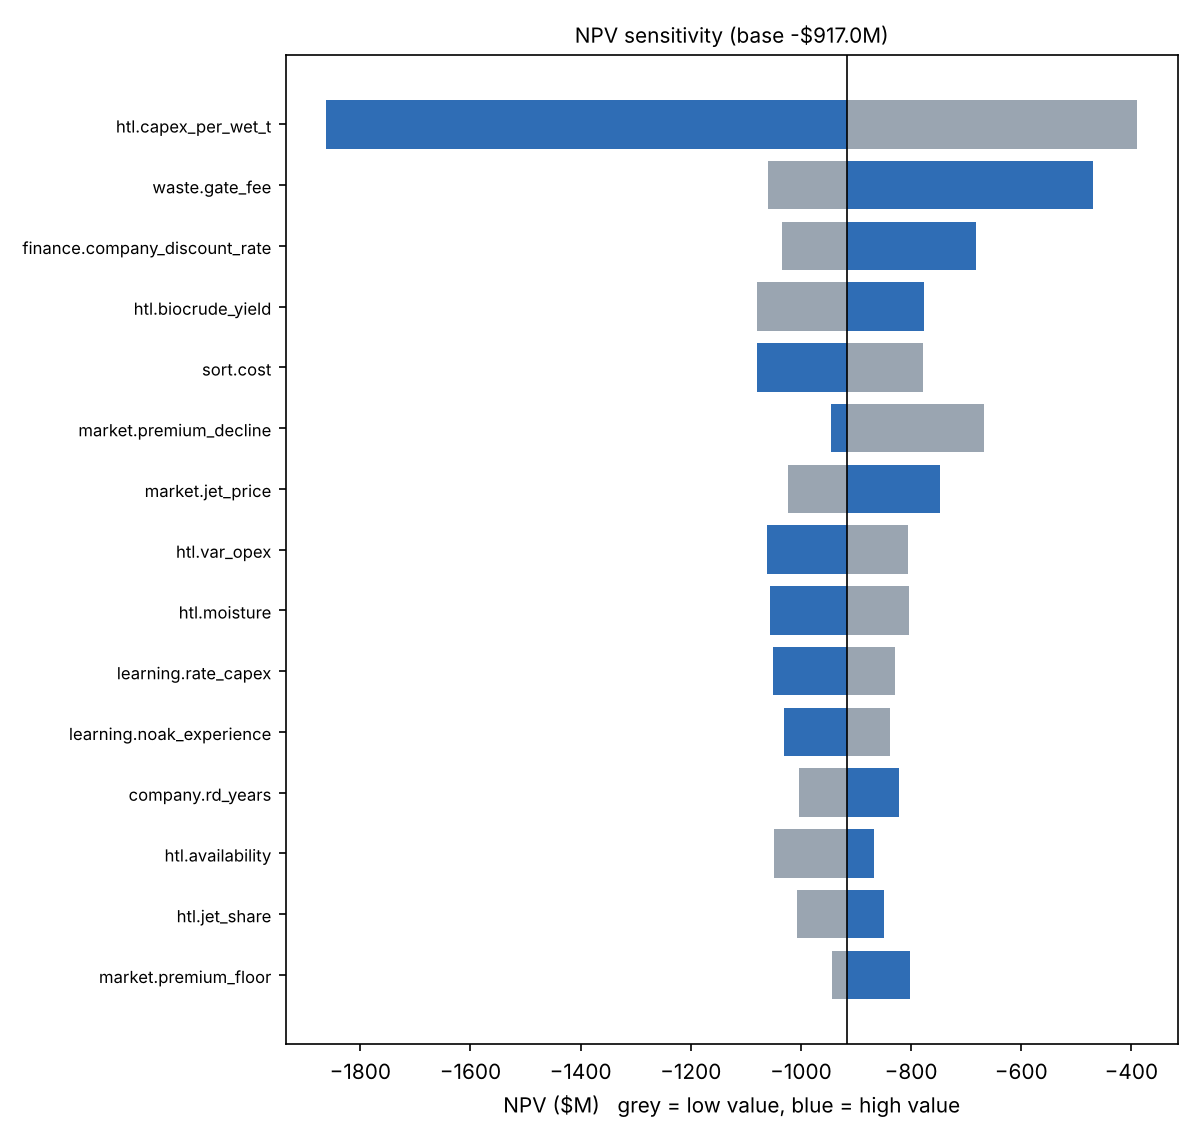 NPV sensitivity (base -$917.0M)
htl.capex_per_wet_t
waste.gate_fee
finance.company_discount_rate
htl.biocrude_yield
sort.cost
market.premium_decline
market.jet_price
htl.var_opex
htl.moisture
learning.rate_capex
learning.noak_experience
company.rd_years
htl.availability
htl.jet_share
market.premium_floor
−1800 −1600 −1400 −1200 −1000 −800 −600 −400
NPV ($M)   grey = low value, blue = high value